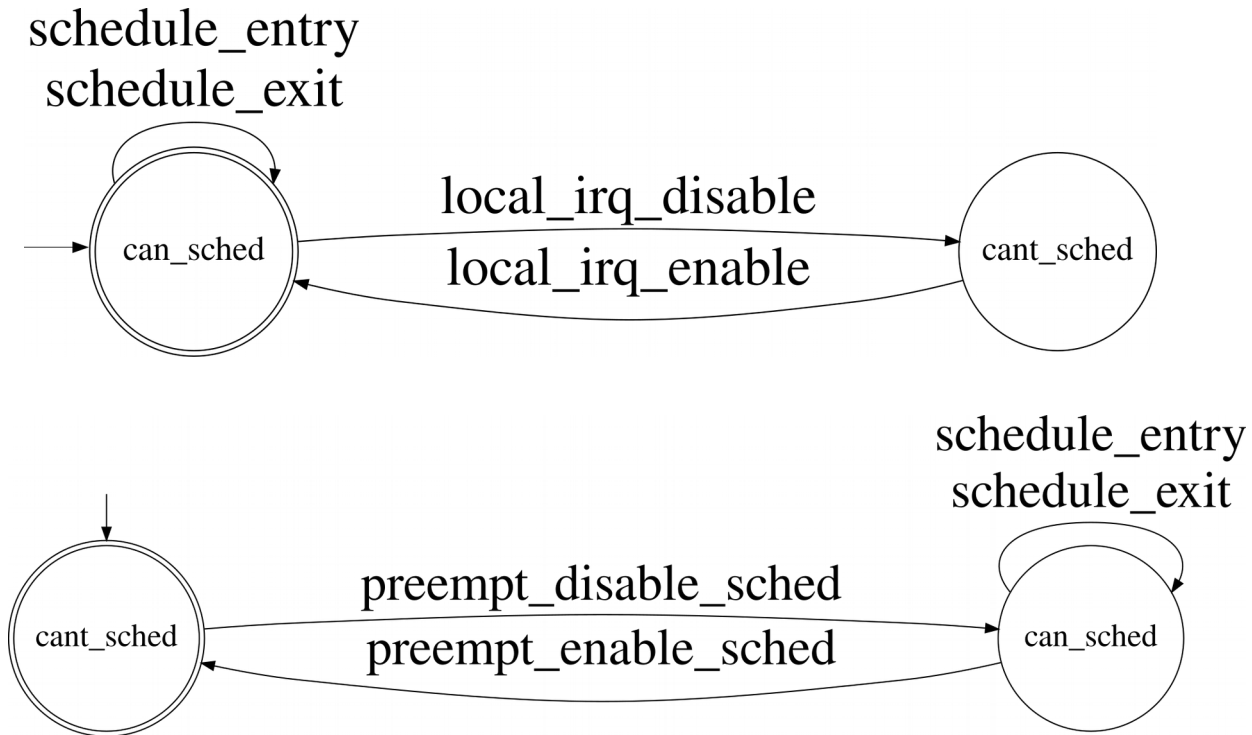 schedule_entry
schedule_exit
can_sched
local_irq_disable
local_irq_enable
cant_sched
schedule_entry
schedule_exit
cant_sched
preempt_disable_sched
preempt_enable_sched
can_sched